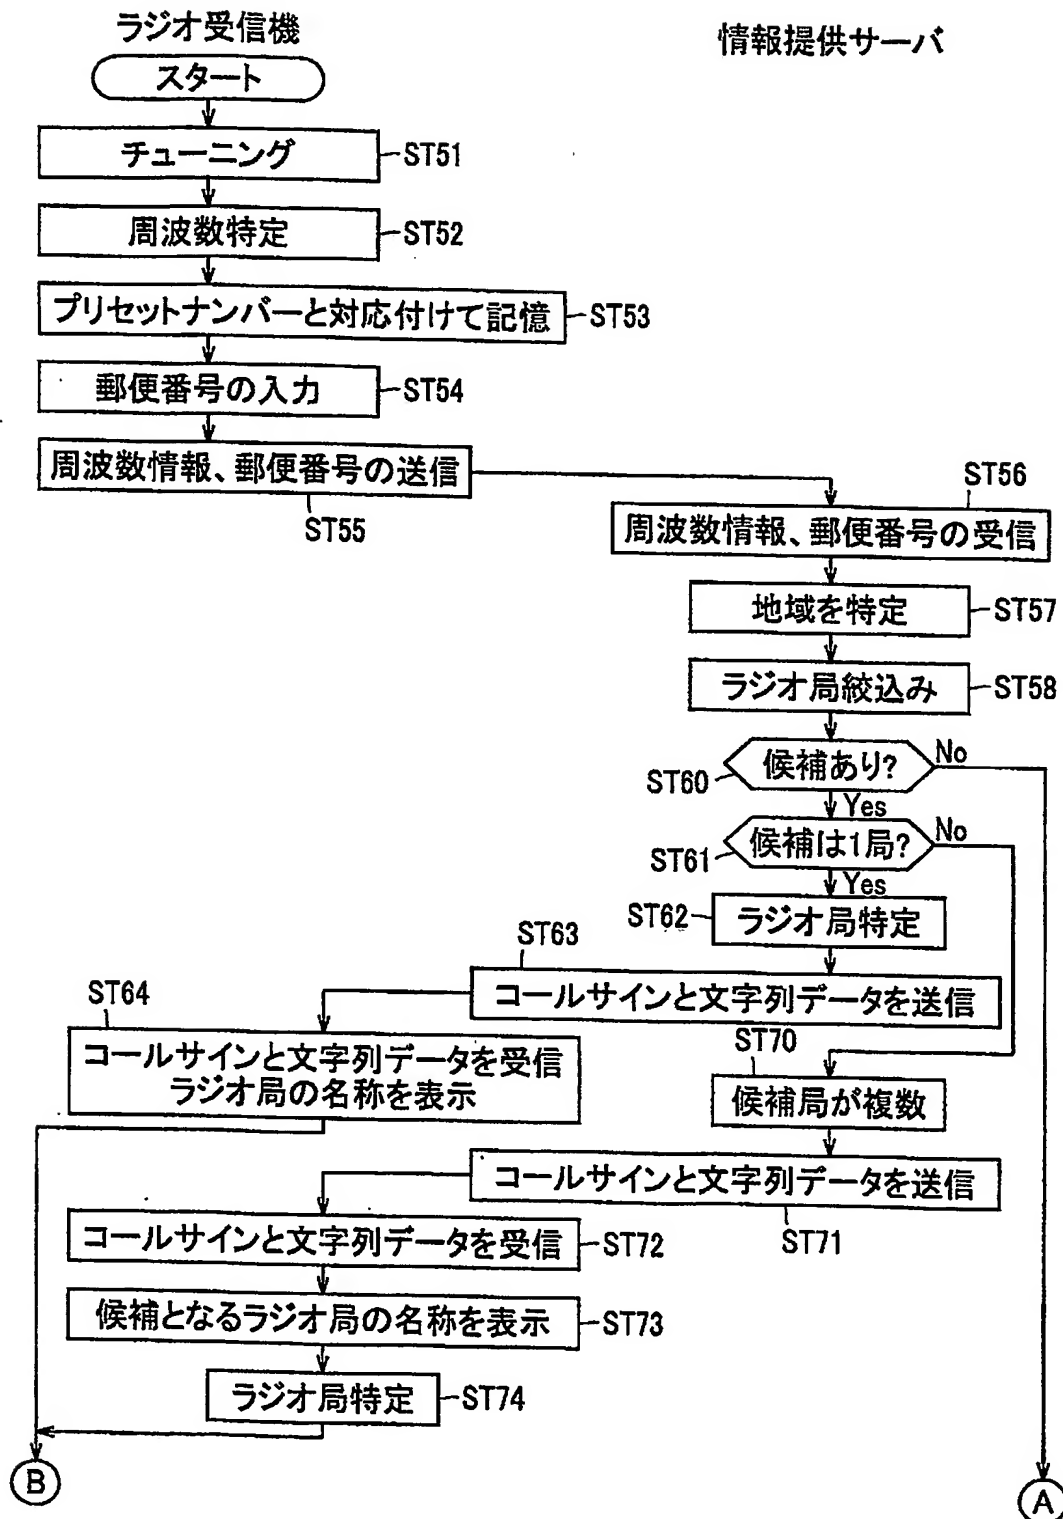 ラジオ受信機
情報提供サーバ
スタート
チューニング
ST51
周波数特定
ST52
プリセットナンバーと対応付けて記憶
ST53
郵便番号の入力
ST54
周波数情報、郵便番号の送信
ST55
ST56
周波数情報、郵便番号の受信
地域を特定
ST57
ラジオ局絞込み
ST58
候補あり?
No
ST60
Yes
候補は1局?
No
ST61
Yes
ST62
ラジオ局特定
ST63
コールサインと文字列データを送信
ST64
コールサインと文字列データを受信
ラジオ局の名称を表示
ST70
候補局が複数
コールサインと文字列データを送信
ST71
コールサインと文字列データを受信
ST72
候補となるラジオ局の名称を表示
ST73
ラジオ局特定
ST74
B
A